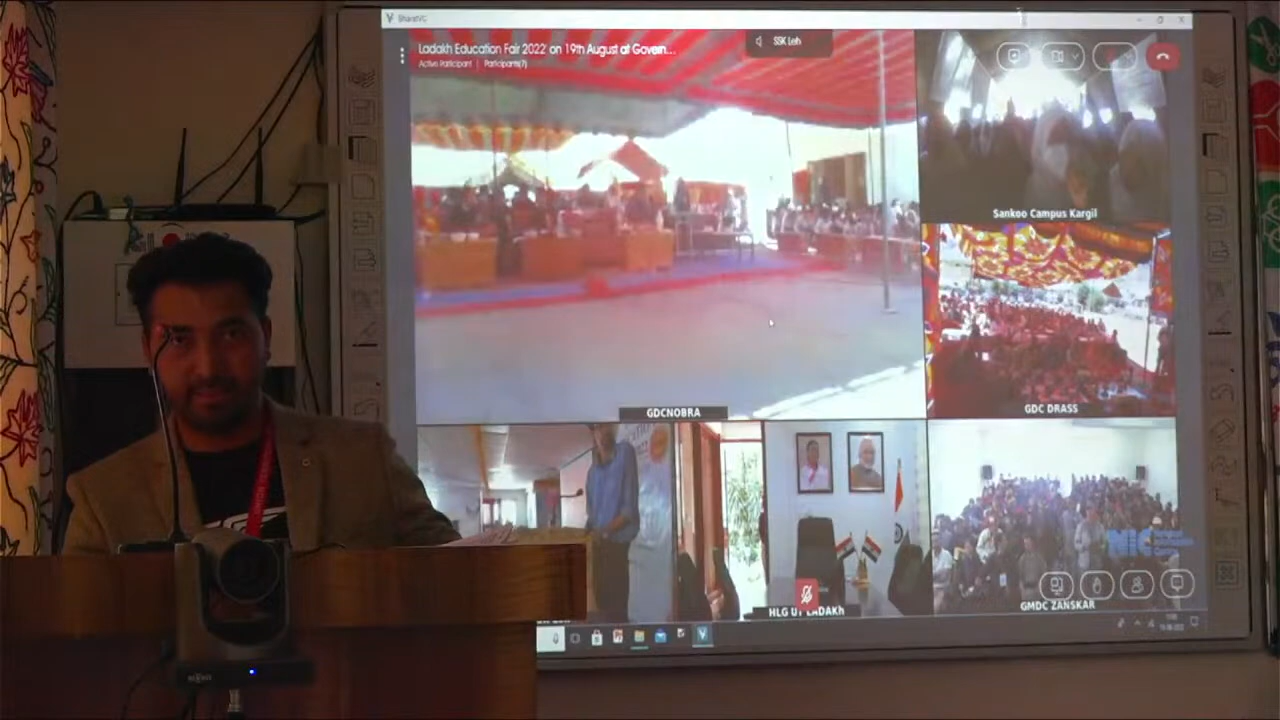 BharatVC
Ladakh Education Fair 2022' on 19th August at Govern...
Active Participant | Participants(7)
SSK Leh
Sankoo Campus Kargil
GDCNOBRA
GDC DRASS
HLG UT LADAKh
NIC
GMDC ZANSKAR